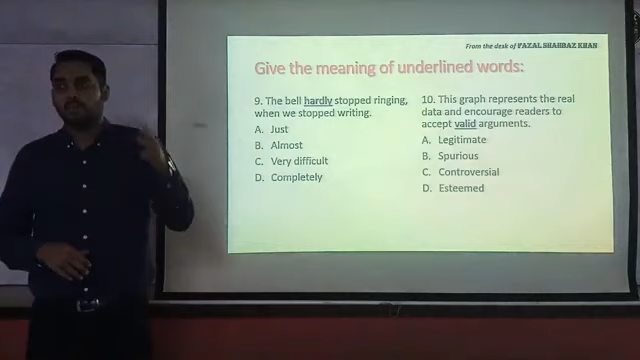 From the desk of FAZAL SHAHBAZ KHAN
Give the meaning of underlined words:
9. The bell hardly stopped ringing,
when we stopped writing.
A. Just
B. Almost
C. Very difficult
D. Completely
10. This graph represents the real
data and encourage readers to
accept valid arguments.
A. Legitimate
B. Spurious
C. Controversial
D. Esteemed